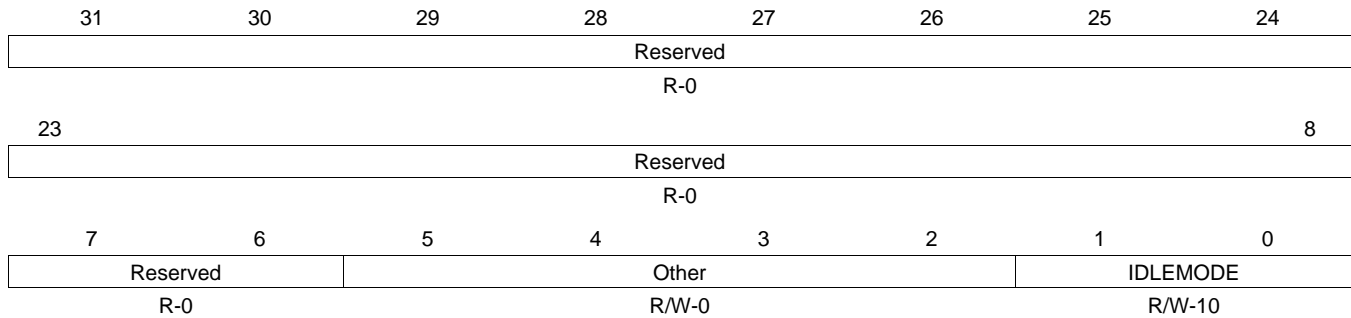 31 30 29 28 27 26 25 24
Reserved
R-0
23 8
Reserved
R-0
7 6 5 4 3 2 1 0
Reserved Other IDLEMODE
R-0 R/W-0 R/W-10